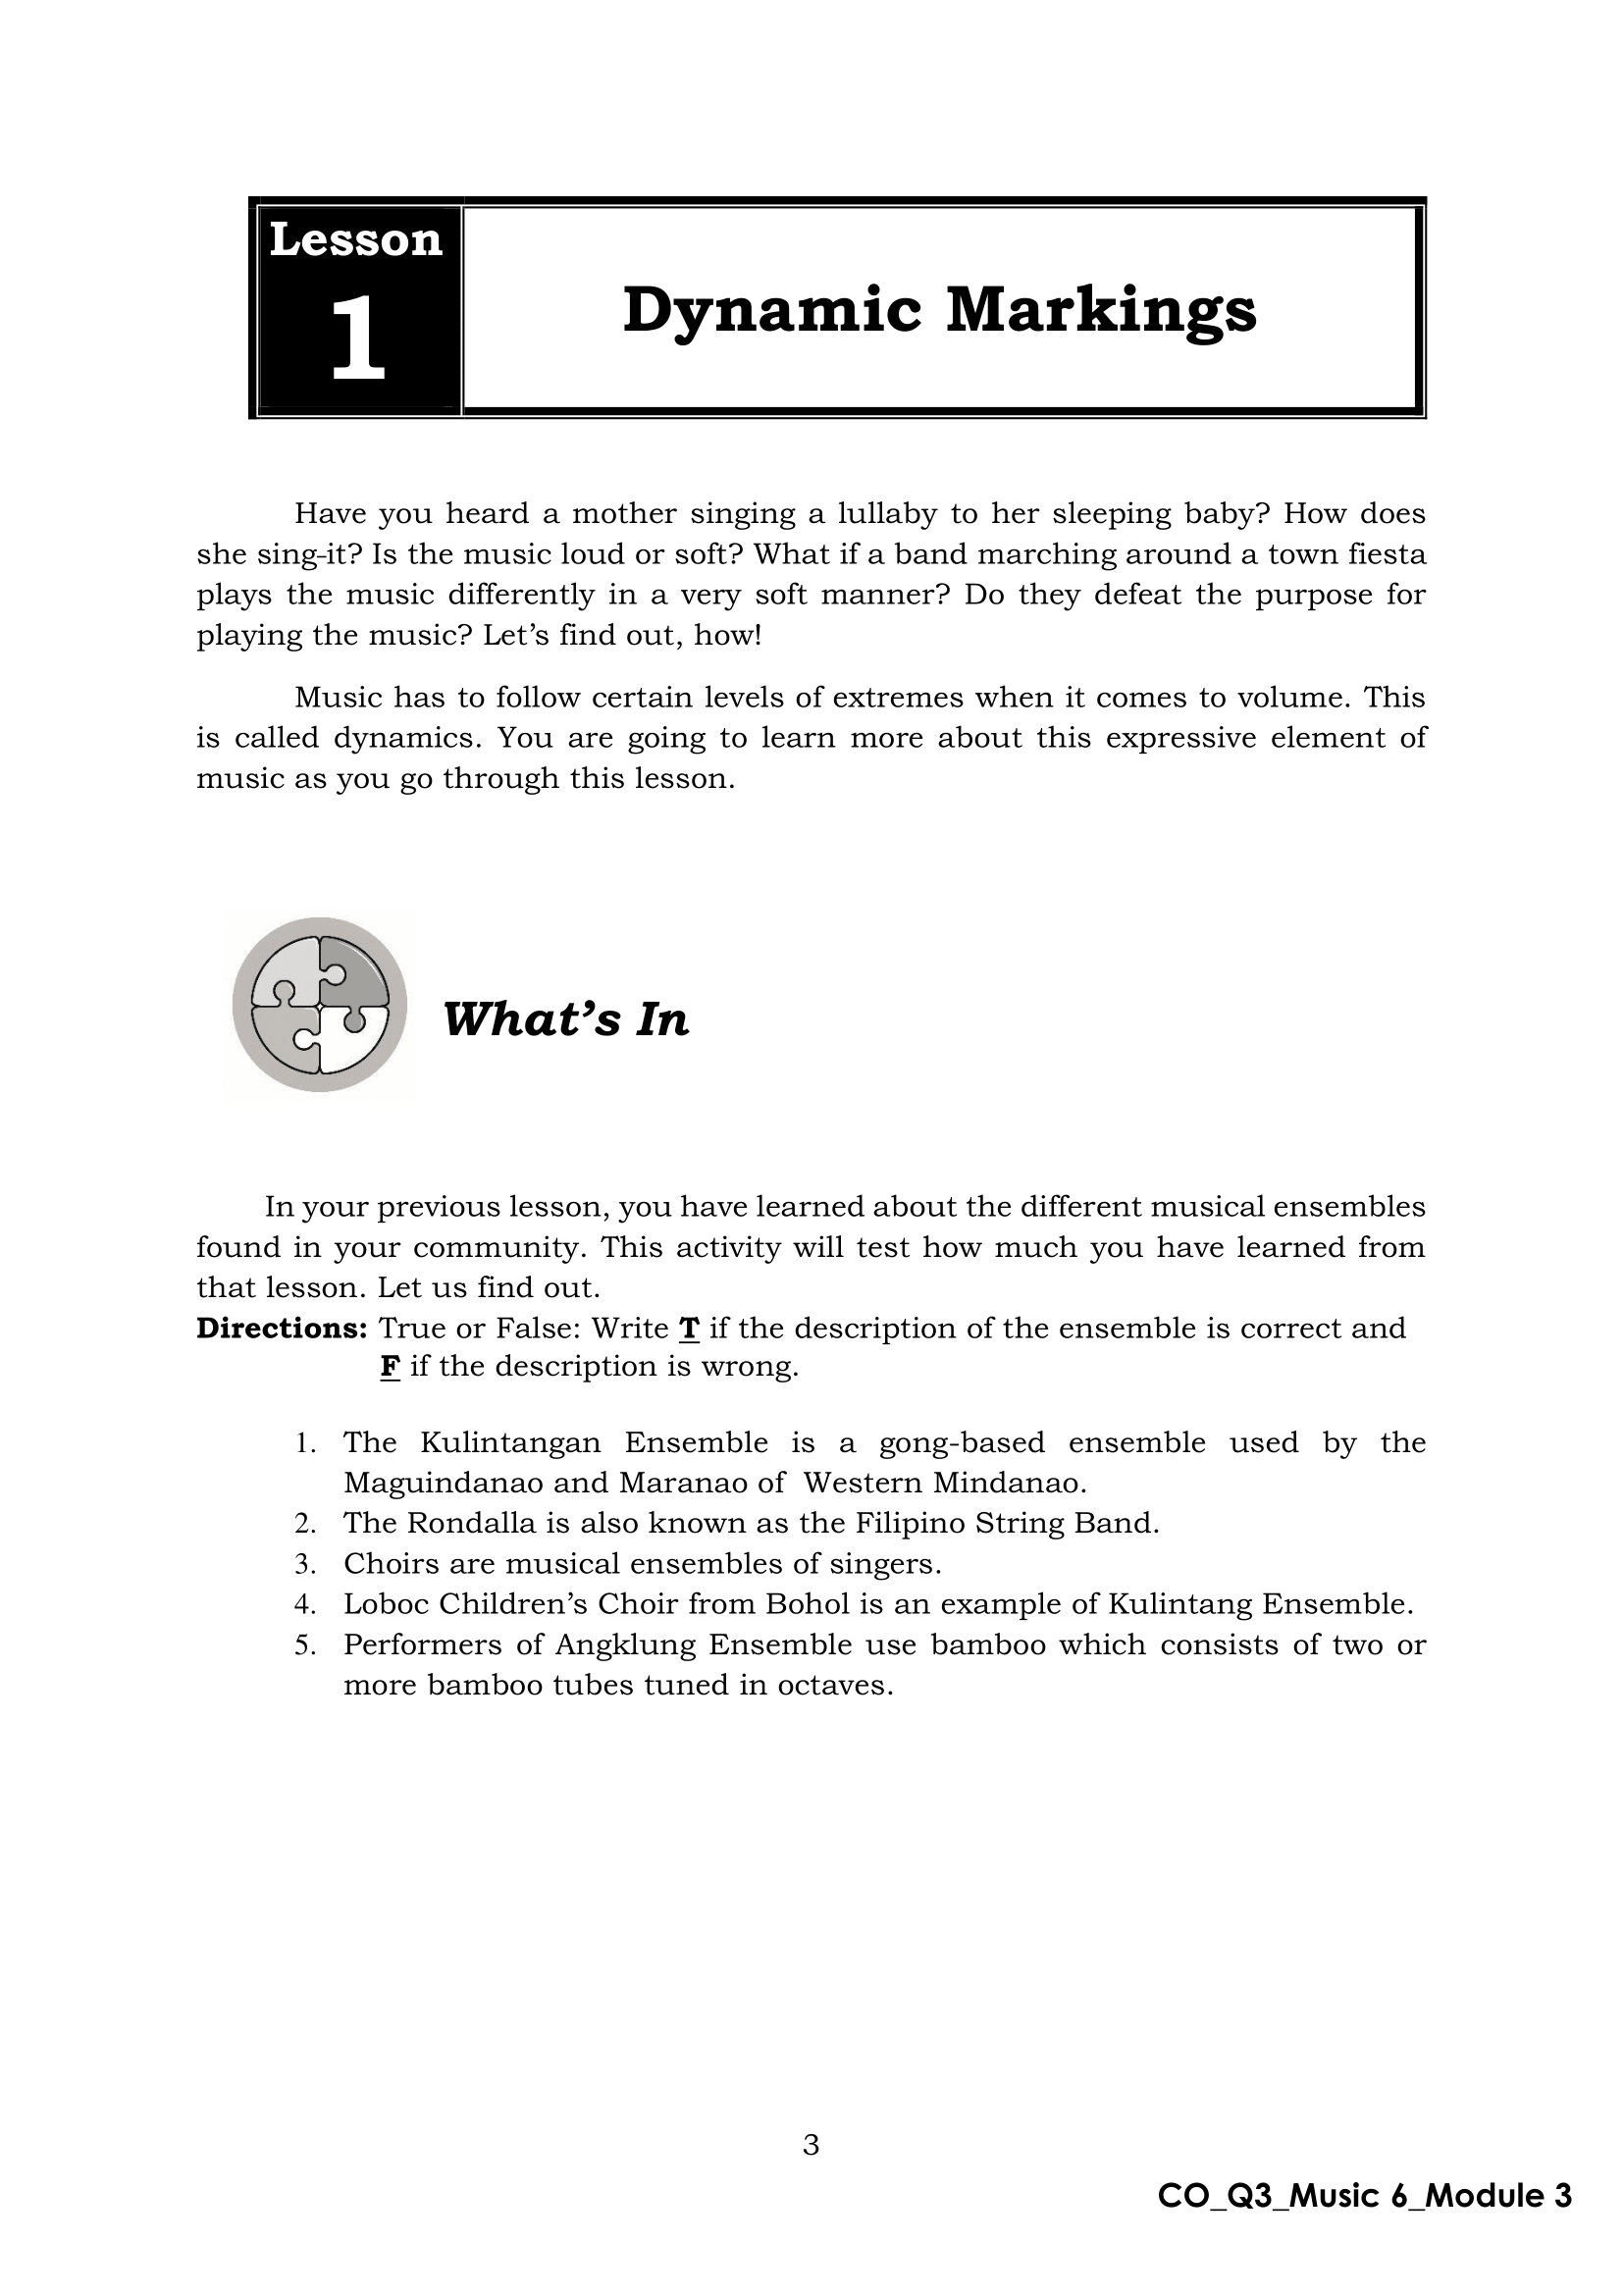 Lesson
1
Dynamic Markings
Have you heard a mother singing a lullaby to her sleeping baby? How does
she sing-it? Is the music loud or soft? What if a band marching around a town fiesta
plays the music differently in a very soft manner? Do they defeat the purpose for
playing the music? Let’s find out, how!
Music has to follow certain levels of extremes when it comes to volume. This
is called dynamics. You are going to learn more about this expressive element of
music as you go through this lesson.
What’s In
In your previous lesson, you have learned about the different musical ensembles
found in your community. This activity will test how much you have learned from
that lesson. Let us find out.
Directions: True or False: Write T if the description of the ensemble is correct and
F if the description is wrong.
1. The Kulintangan Ensemble is a gong-based ensemble used by the
Maguindanao and Maranao of Western Mindanao.
2. The Rondalla is also known as the Filipino String Band.
3. Choirs are musical ensembles of singers.
4. Loboc Children’s Choir from Bohol is an example of Kulintang Ensemble.
5. Performers of Angklung Ensemble use bamboo which consists of two or
more bamboo tubes tuned in octaves.
3
CO_Q3_Music 6_Module 3